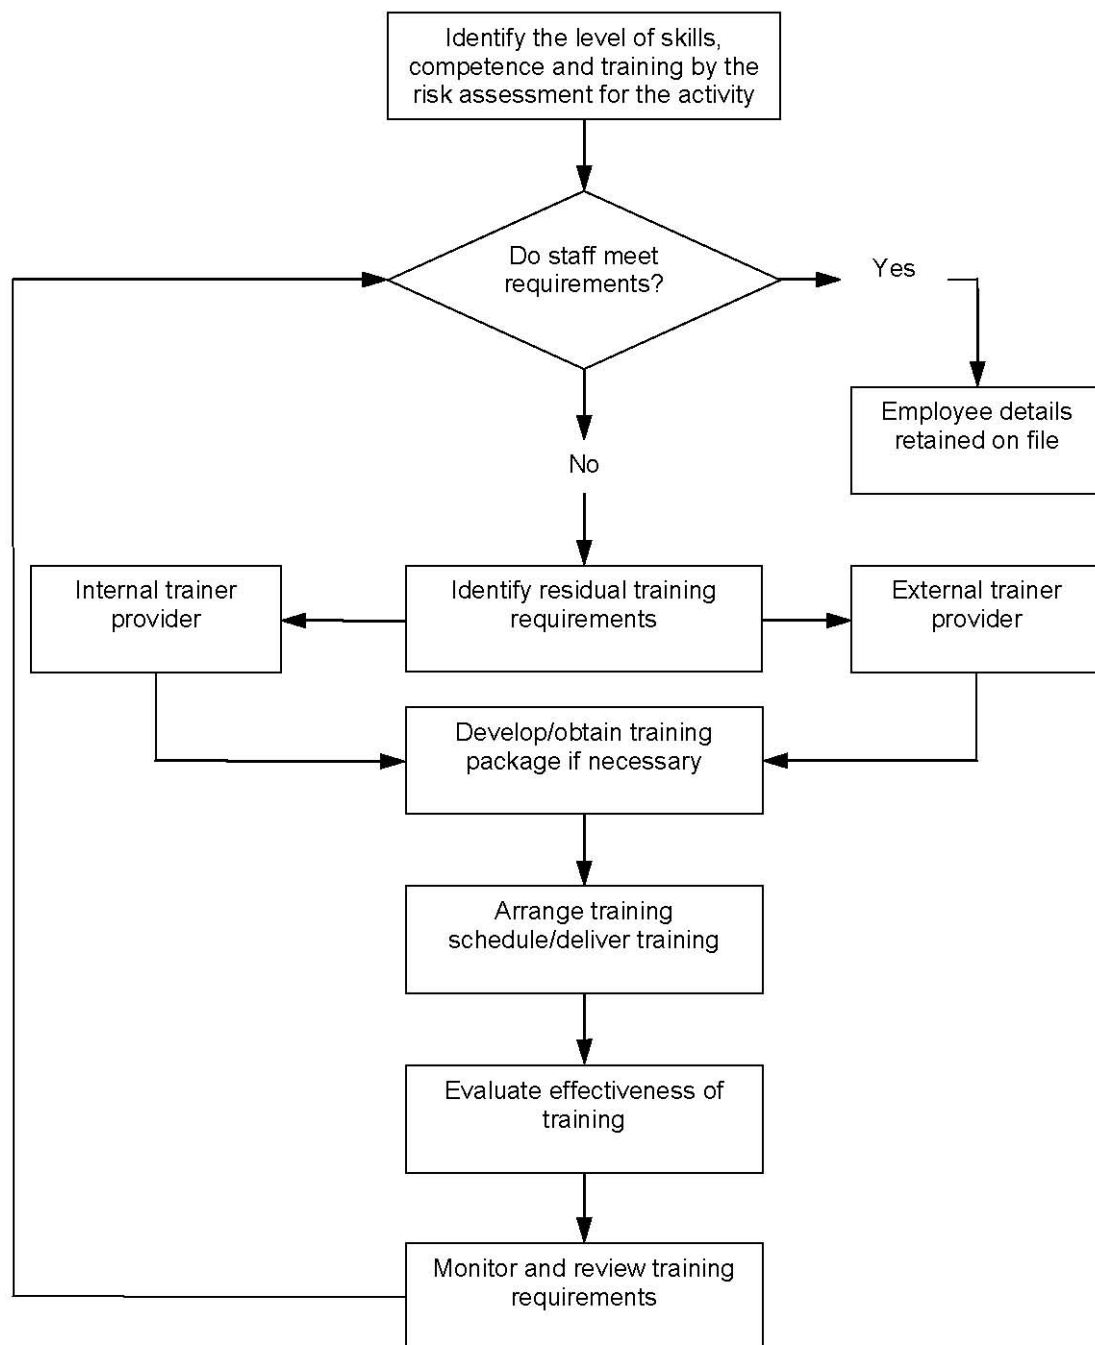 Identify the level of skills,
competence and training by the
risk assessment for the activity
Do staff meet
requirements?
Yes
Employee details
retained on file
No
Internal trainer
provider
Identify residual training
requirements
External trainer
provider
Develop/obtain training
package if necessary
Arrange training
schedule/deliver training
Evaluate effectiveness of
training
Monitor and review training
requirements